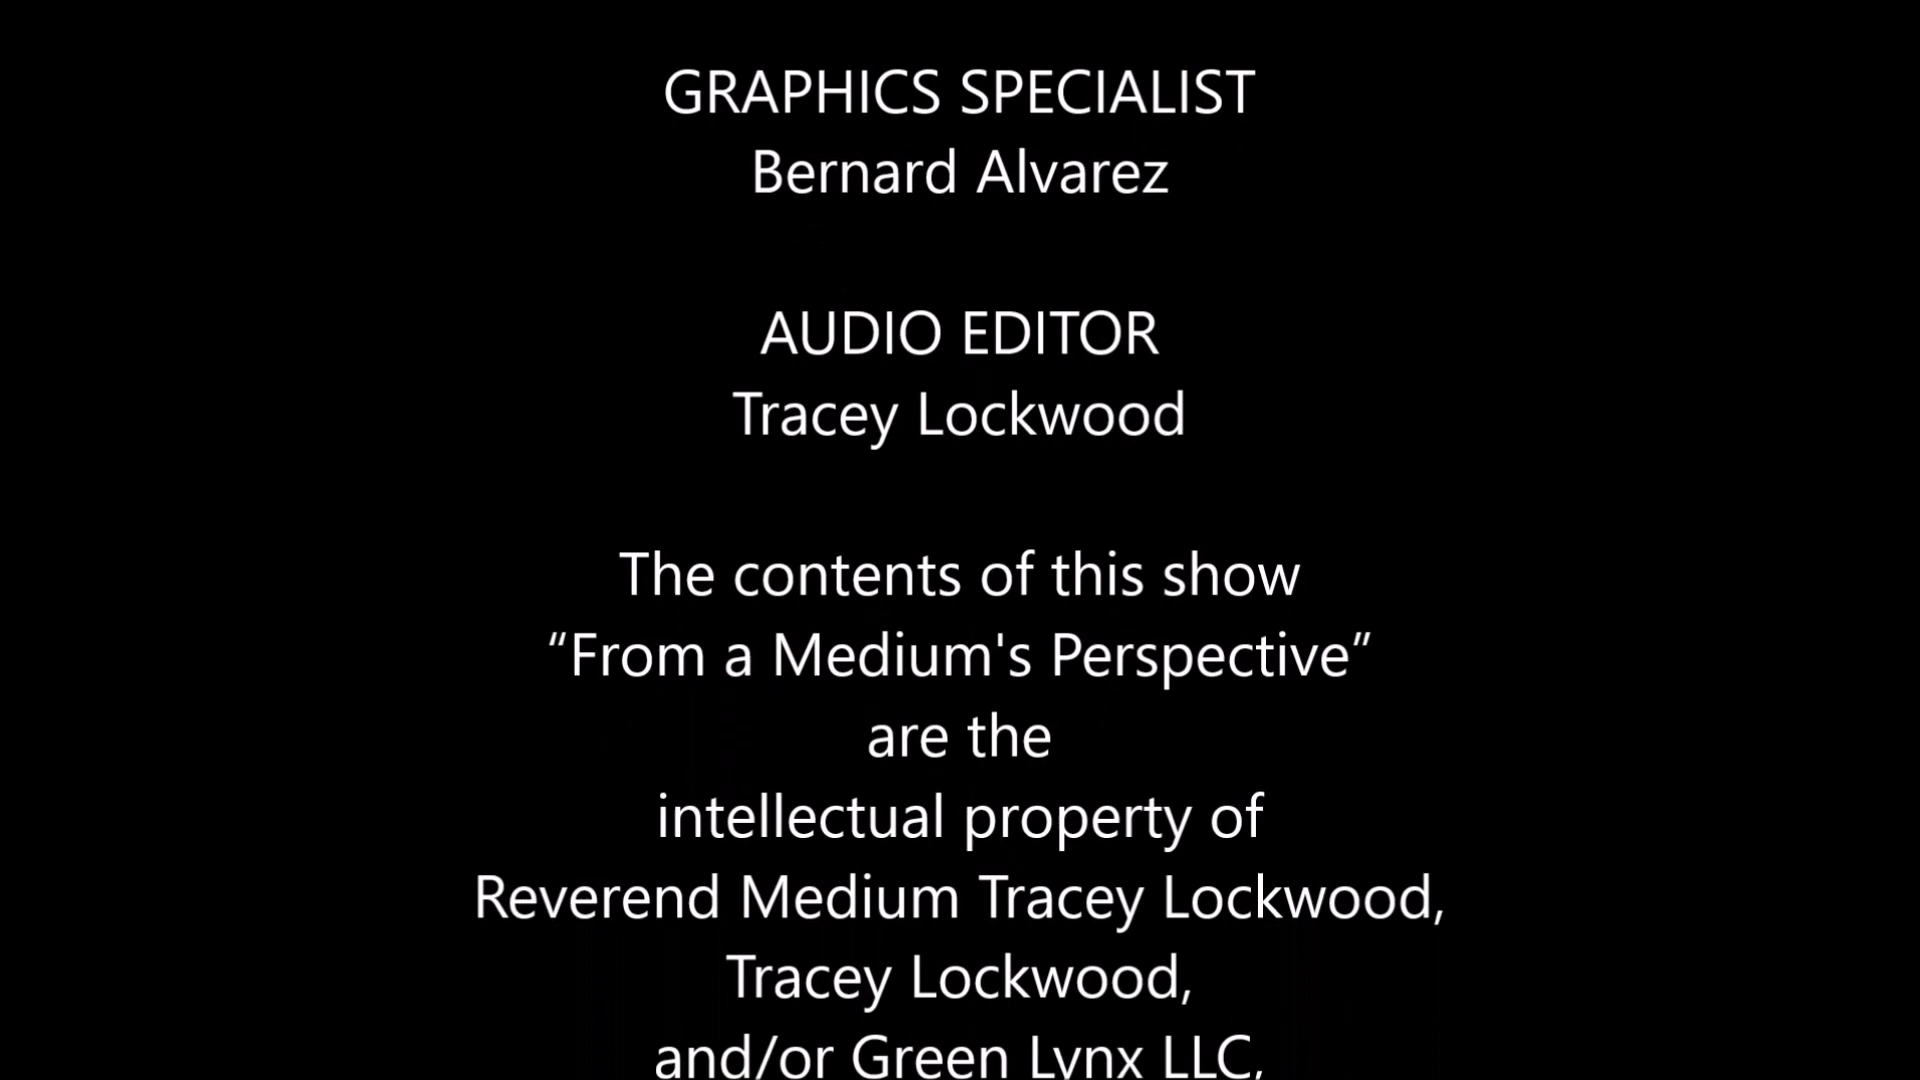 GRAPHICS SPECIALIST
Bernard Alvarez
AUDIO EDITOR
Tracey Lockwood
The contents of this show
“From a Medium's Perspective”
are the
intellectual property of
Reverend Medium Tracey Lockwood,
Tracey Lockwood,
and/or Green Lynx LLC,